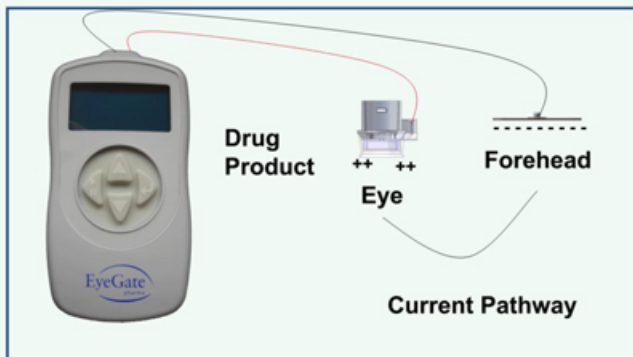 Drug
Product
++ ++
Eye
Forehead
EyeGate
pharma
Current Pathway